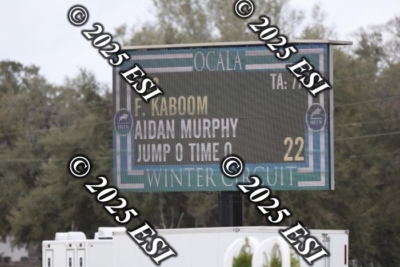 OCALA
TA: 77
F. KABOOM
AIDAN MURPHY
JUMP 0 TIME 0 22
WINTER CIRCUIT
© 2025 ESI
© 2025 ESI
© 2025 ESI
© 2025 ESI